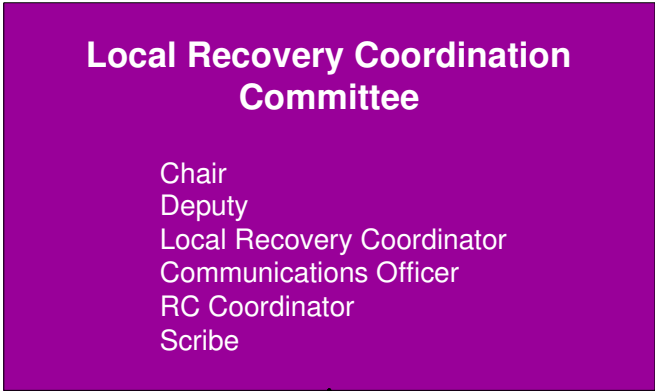 Local Recovery Coordination
Committee
Chair
Deputy
Local Recovery Coordinator
Communications Officer
RC Coordinator
Scribe